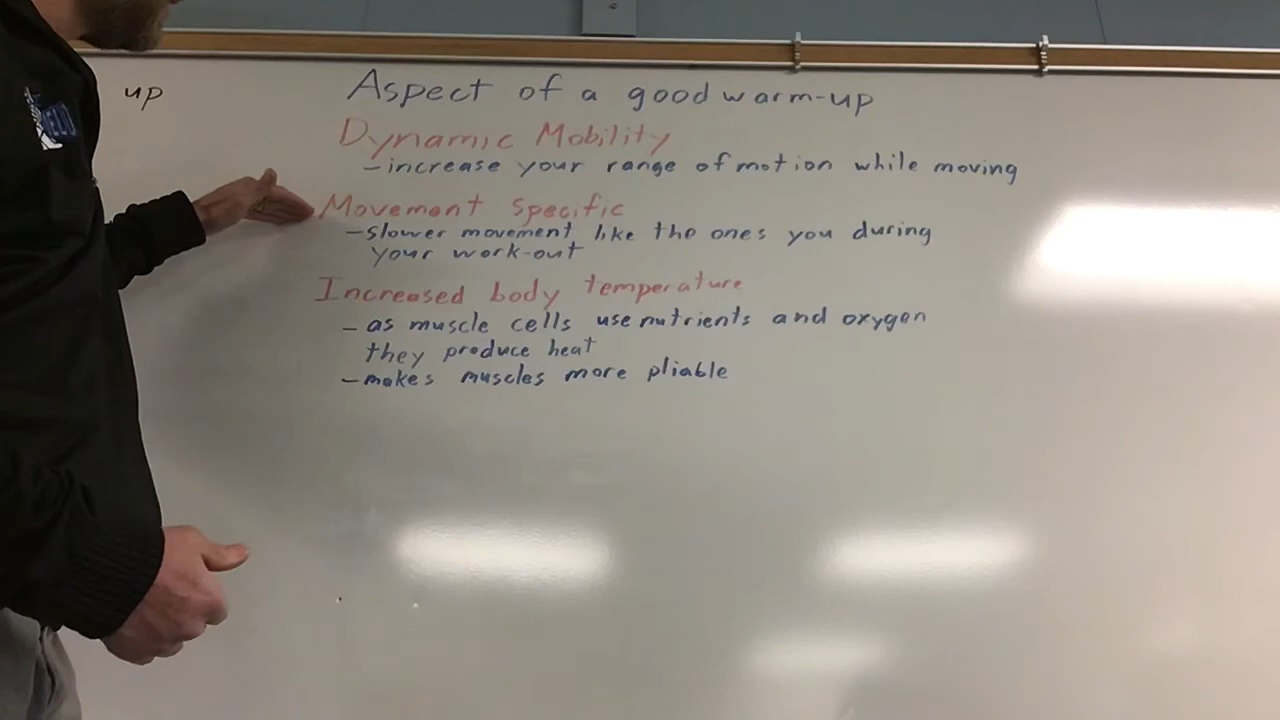 up
Aspect of a good warm-up
Dynamic Mobility
-increase your range of motion while moving
Movement Specific
-slower movement like the ones you during
your work-out
Increased body temperature
- as muscle cells use nutrients and oxygen
they produce heat
-makes muscles more pliable